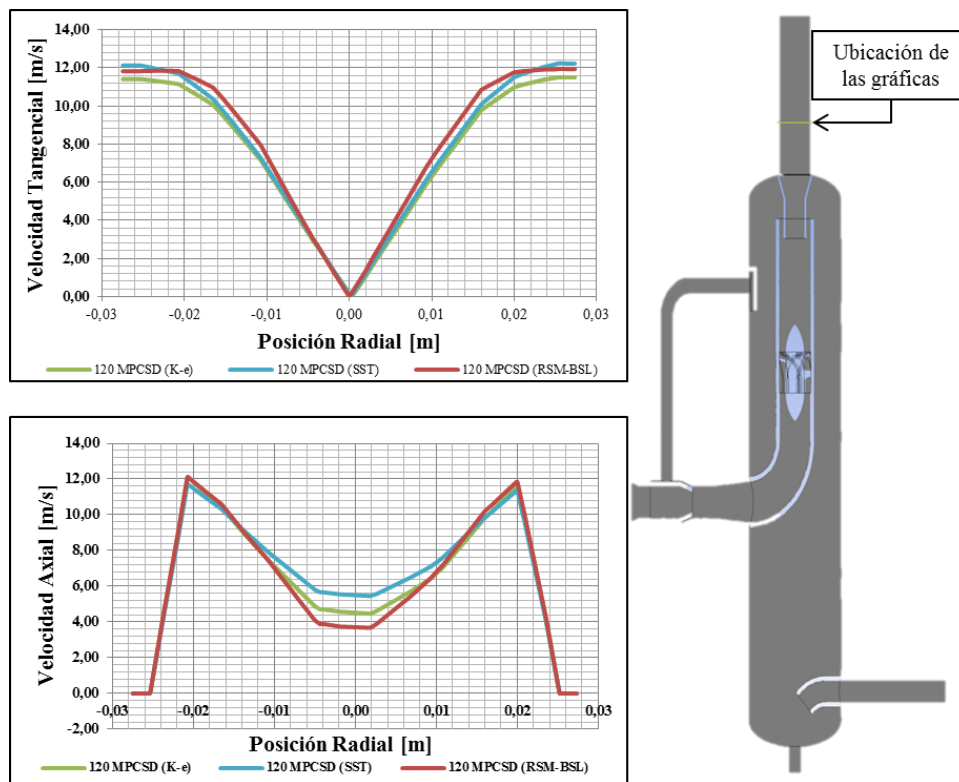 14,00
12,00
10,00
8,00
6,00
4,00
2,00
0,00
Velocidad Tangencial [m/s]
-0,03 -0,02 -0,01 0,00 0,01 0,02 0,03
Posición Radial [m]
120 MPCSD (K-e) 120 MPCSD (SST) 120 MPCSD (RSM-BSL)
Ubicación de
las gráficas
14,00
12,00
10,00
8,00
6,00
4,00
2,00
0,00
-2,00
Velocidad Axial [m/s]
-0,03 -0,02 -0,01 0,00 0,01 0,02 0,03
Posición Radial [m]
120 MPCSD (K-e) 120 MPCSD (SST) 120 MPCSD (RSM-BSL)